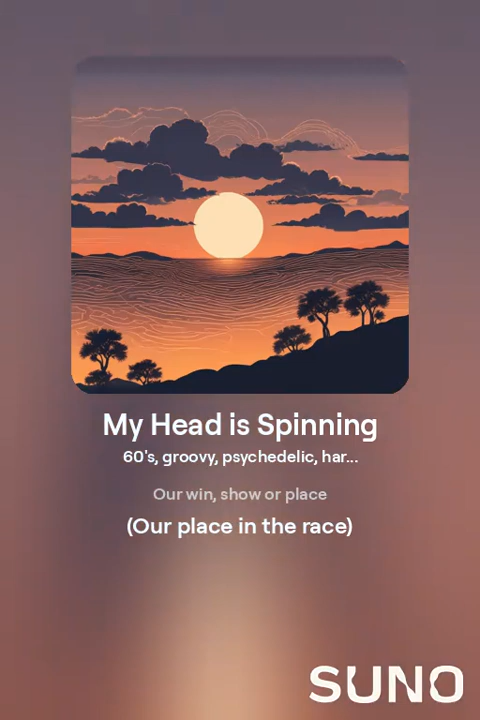 My Head is Spinning
60's, groovy, psychedelic, har...
Our win, show or place
(Our place in the race)
SUNO